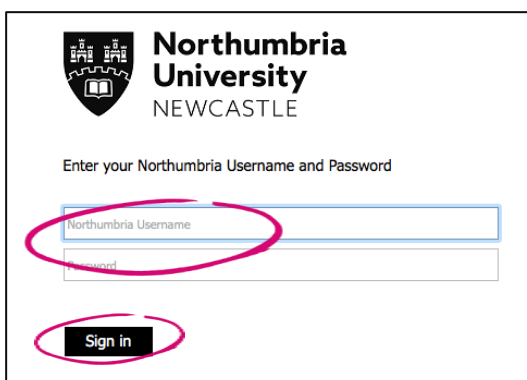 Northumbria
University
NEWCASTLE
Enter your Northumbria Username and Password
Northumbria Username
Password
Sign in